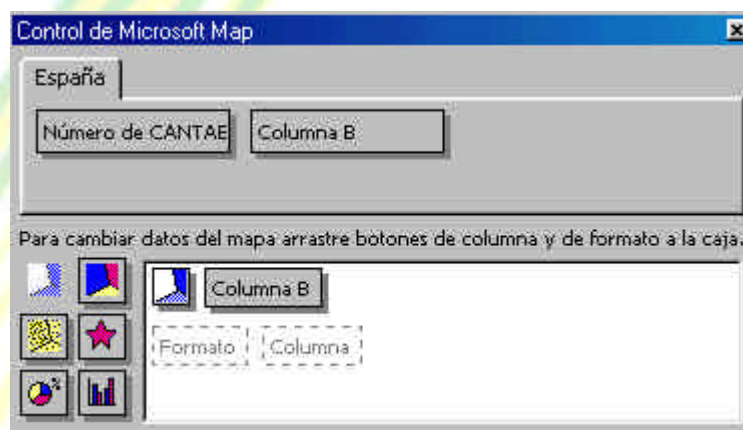 Control de Microsoft Map
España
Número de CANTAE Columna B
Para cambiar datos del mapa arrastre botones de columna y de formato a la caja.
Columna B
Formato Columna